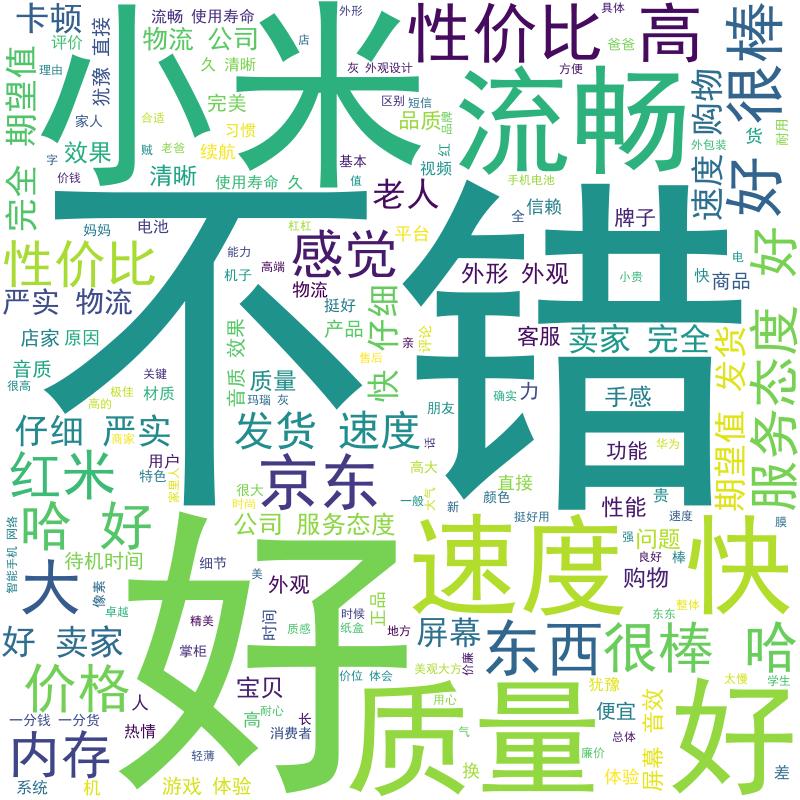 卡顿
流畅 使用寿命
外形
性价比 高
具体
很棒
评价
直接
物流 公司
店
爸爸
理由
犹豫
久 清晰
灰 外观设计
方便
购物
期望值
小米
完美
区别 短信
品质
流畅
货
耐用
家人
合适
习惯
红
外包装
效果
贼
老爸
续航
基本
视频
字
清晰
使用寿命 久
值
手机电池
速度
好
价钱
老人
完全
妈妈
电池
杠杠
全
信赖
牌子
好
性价比
不错
感觉
平台
能力
机子
高端
外形 外观
小贵
电
快
商品
严实 物流
物流
挺好
仔细
店家
原因
音质 效果
产品
亲
评论
客服
卖家 完全
发货
音质
售后
很高
关键
质量
快
极佳
材质
玛瑙 灰
确实
力
手感
期望值
服务态度
高的
朋友
仔细 严实
商家
发货 速度
话
功能
华为
红米
用户
特色
家里人
京东
高大
直接
很大
时尚
一般
大气
新
颜色
贵
性能
哈 好
公司 服务态度
挺好用
速度
膜
智能手机 网络
待机时间
好
速度 快
强
问题
良好
棒
大
像素
细节
美
外观
购物
卓越
精美
时间
质感
时候
纸盒
正品
地方
屏幕
东西
很棒 哈
整体
东东
好 卖家
掌柜
美观大方
价廉
价格
人
宝贝
价位 体会
犹豫
太慢
学生
用心
质量 好
一分钱 一分货
热情
高
耐心
长
消费者
便宜
音效
屏幕
气
总体
内存
轻薄
换
廉价
体验
差
系统
机
游戏 体验